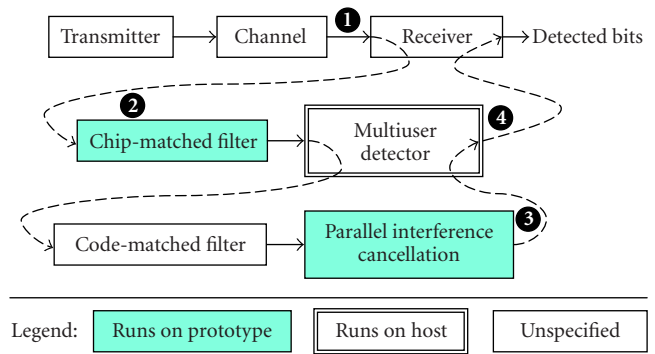 1
Transmitter
Channel
Receiver
Detected bits
2
4
Chip-matched filter
Multiuser
detector
3
Code-matched filter
Parallel interference
cancellation
Legend:
Runs on prototype
Runs on host
Unspecified